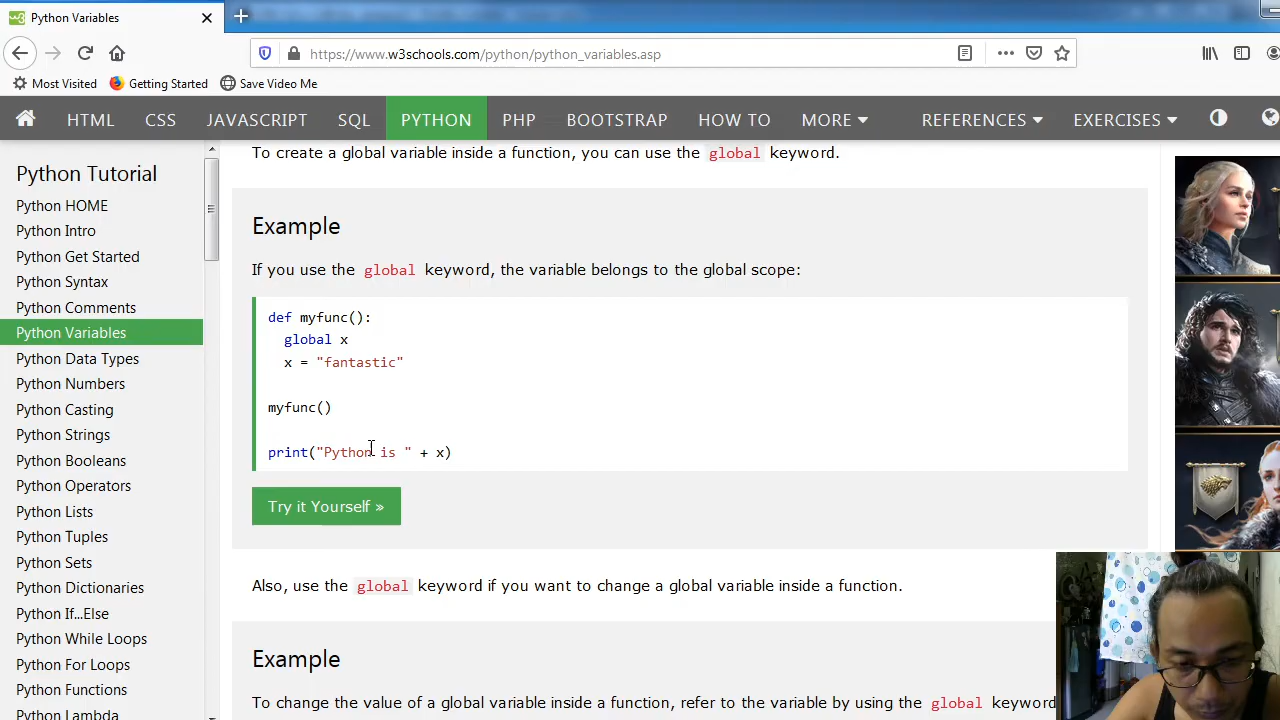 Python Variables
https://www.w3schools.com/python/python_variables.asp
Most Visited
Getting Started
Save Video Me
HTML
CSS
JAVASCRIPT
SQL
PYTHON
PHP
BOOTSTRAP
HOW TO
MORE
REFERENCES
EXERCISES
Python Tutorial
Python HOME
Python Intro
Python Get Started
Python Syntax
Python Comments
Python Variables
Python Data Types
Python Numbers
Python Casting
Python Strings
Python Booleans
Python Operators
Python Lists
Python Tuples
Python Sets
Python Dictionaries
Python If...Else
Python While Loops
Python For Loops
Python Functions
Python Lambda
To create a global variable inside a function, you can use the global keyword.
Example
If you use the global keyword, the variable belongs to the global scope:
def myfunc():
global x
x = "fantastic"
myfunc()
print("Python is " + x)
Try it Yourself »
Also, use the global keyword if you want to change a global variable inside a function.
Example
To change the value of a global variable inside a function, refer to the variable by using the global keyword